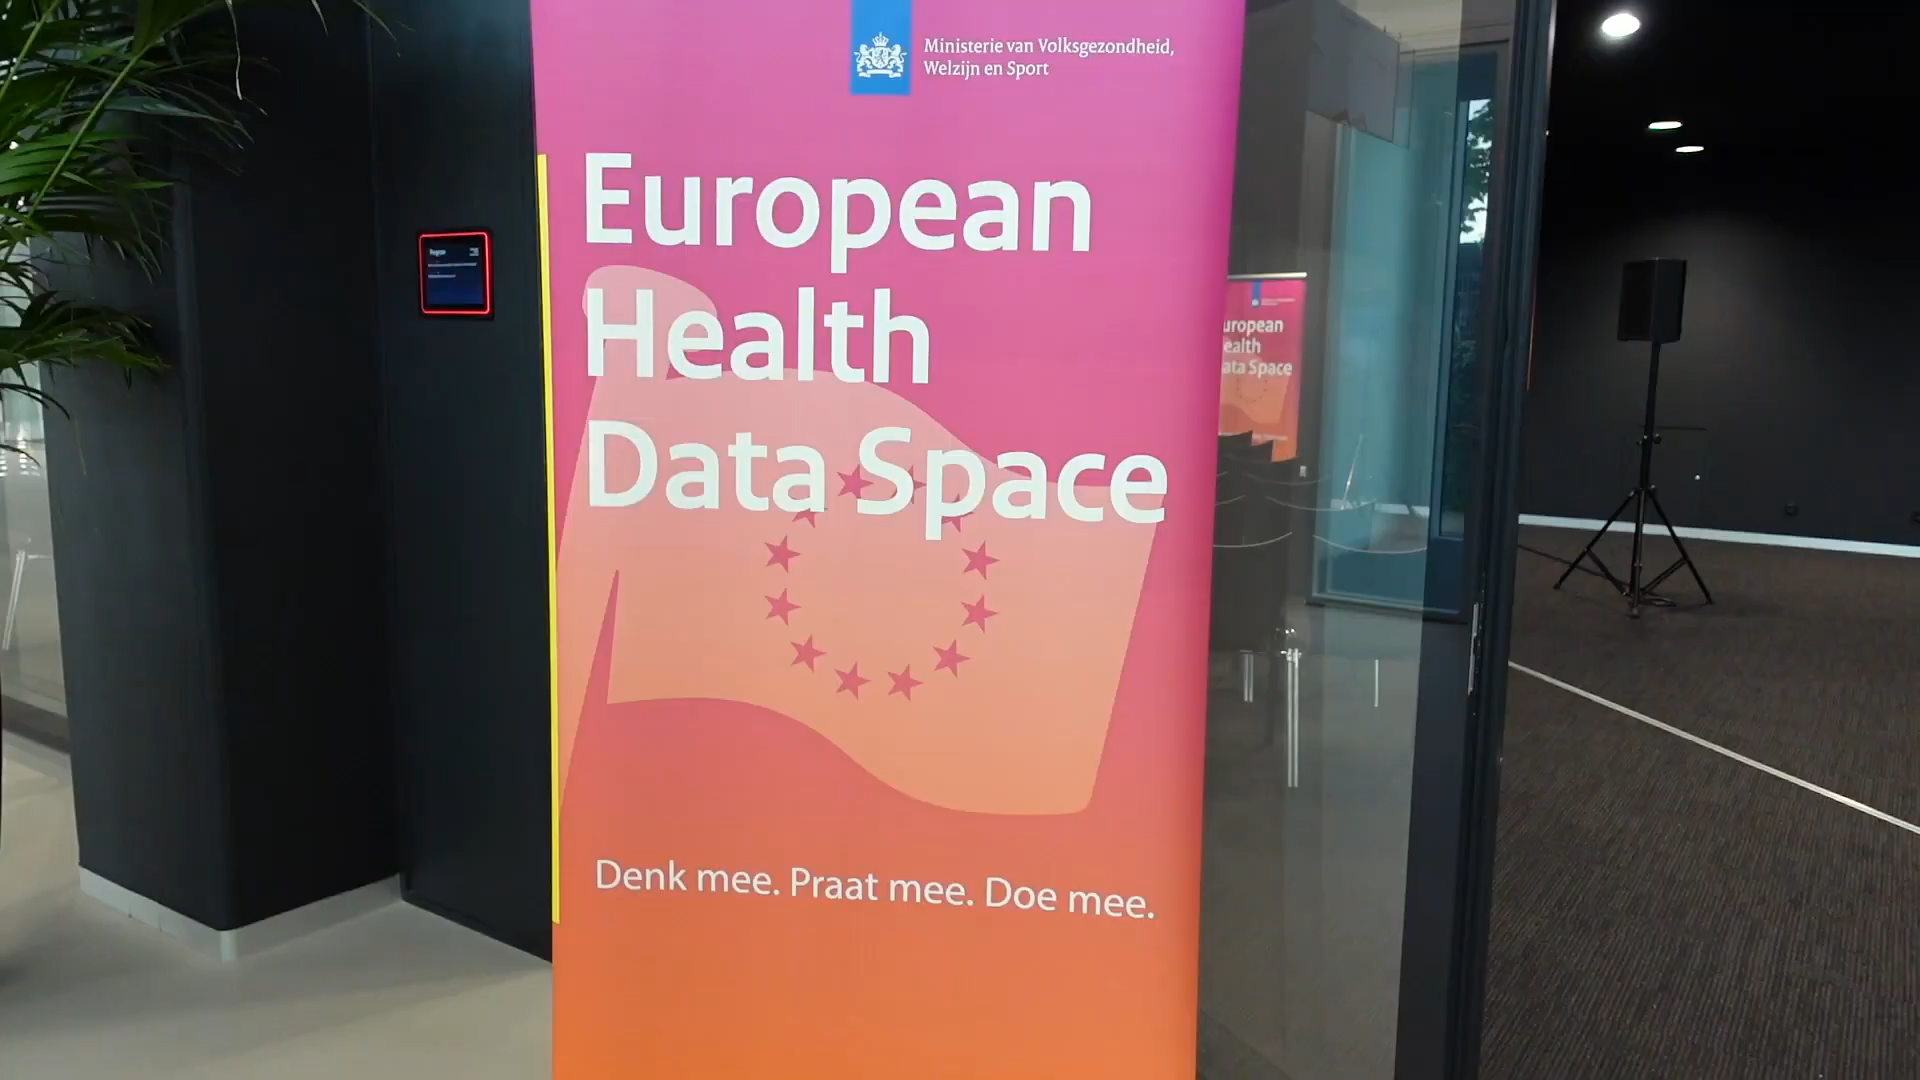 Ministerie van Volksgezondheid,
Welzijn en Sport
European
Health
Data Space
Denk mee. Praat mee. Doe mee.
uropean
ealth
ata Space